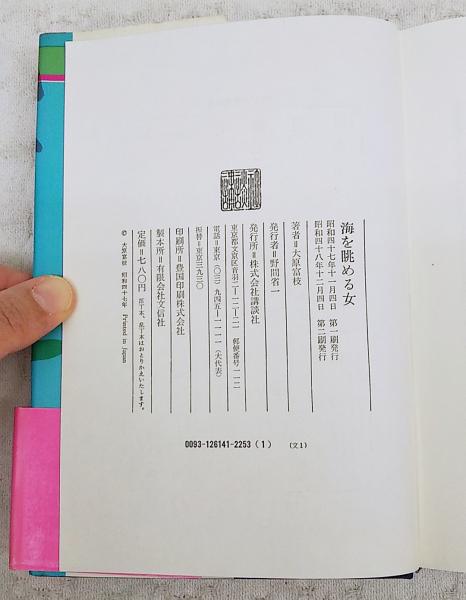 海を眺める女
昭和四十七年十一月四日　第一刷発行
昭和四十八年十二月四日　第二刷発行
著者＝大原富枝
発行者＝野間省一
発行所＝株式会社講談社
東京都文京区音羽二—一二—二一　郵便番号一一二
電話＝東京(〇三)九四五—一一一一(大代表)
振替＝東京三九三〇
印刷所＝豊国印刷株式会社
製本所＝有限会社文信社
定価＝七八〇円　落丁本、乱丁本はおとりかえいたします。
© 大原富枝　昭和四十七年　Printed in Japan
0093-126141-2253 (1)　(文1)